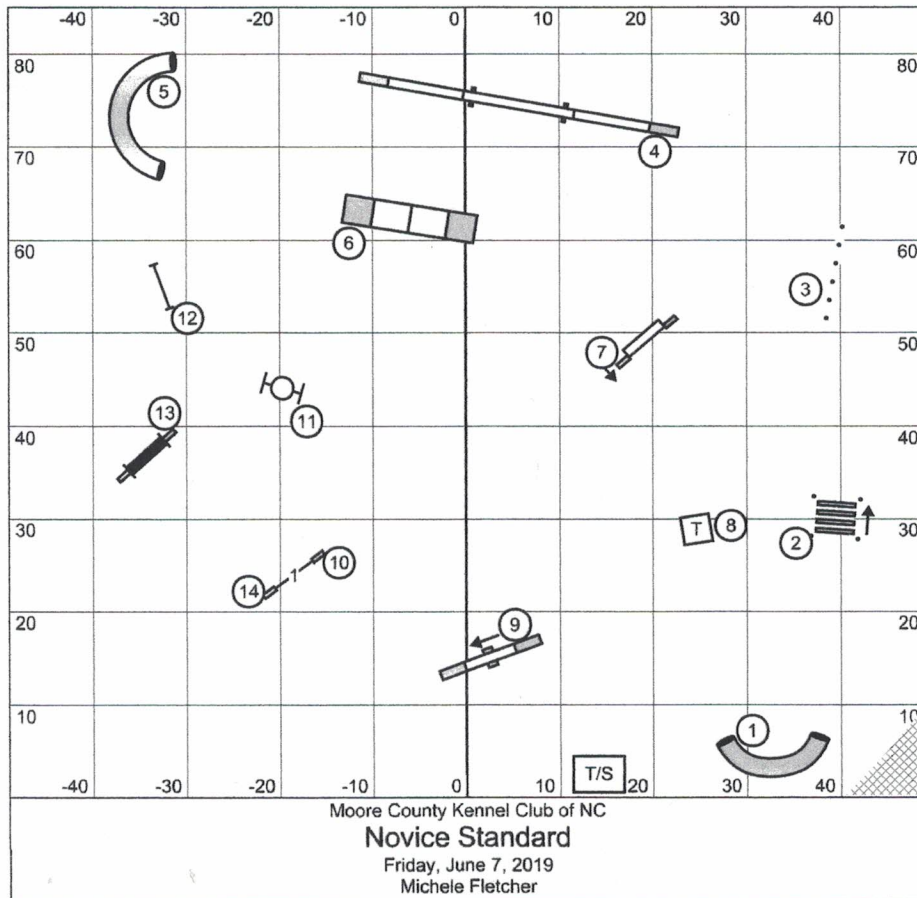 -40 -30 -20 -10 0 10 20 30 40
80 80
5
4
70 70
6
60 60
3
12
50 50
7
11
13
40 40
30 30
T 8
2
14 1 10
20 20
9
10 10
1
T/S
-40 -30 -20 -10 0 10 20 30 40
Moore County Kennel Club of NC
Novice Standard
Friday, June 7, 2019
Michele Fletcher